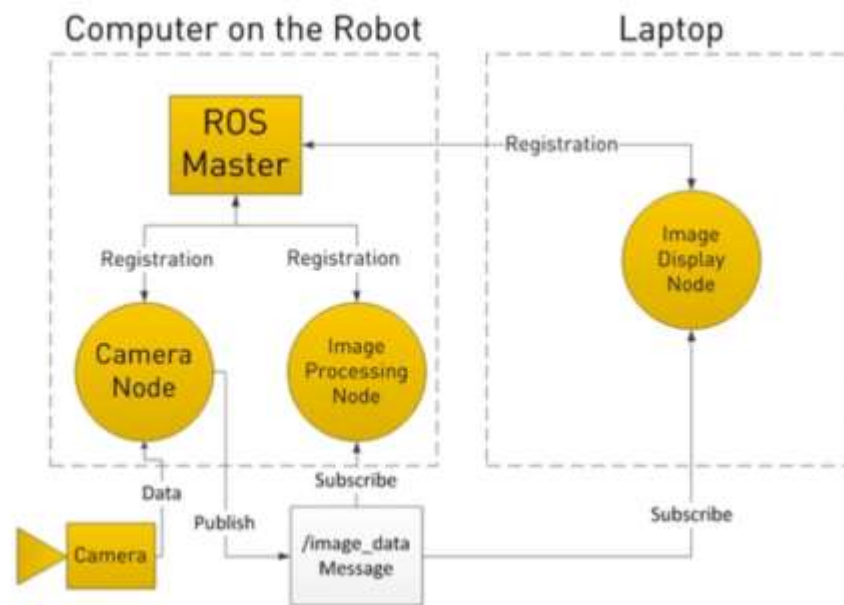 Computer on the Robot
Laptop
ROS
Master
Registration
Registration
Registration
Image
Display
Node
Camera
Node
Image
Processing
Node
Data
Publish
Subscribe
Subscribe
Camera
/image_data
Message